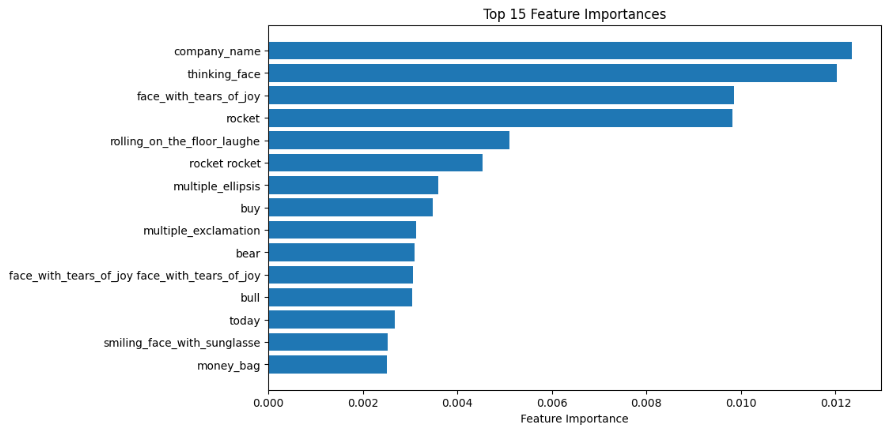 Top 15 Feature Importances
company_name
thinking_face
face_with_tears_of_joy
rocket
rolling_on_the_floor_laughe
rocket rocket
multiple_ellipsis
buy
multiple_exclamation
bear
face_with_tears_of_joy face_with_tears_of_joy
bull
today
smiling_face_with_sunglasse
money_bag
0.000 0.002 0.004 0.006 0.008 0.010 0.012
Feature Importance